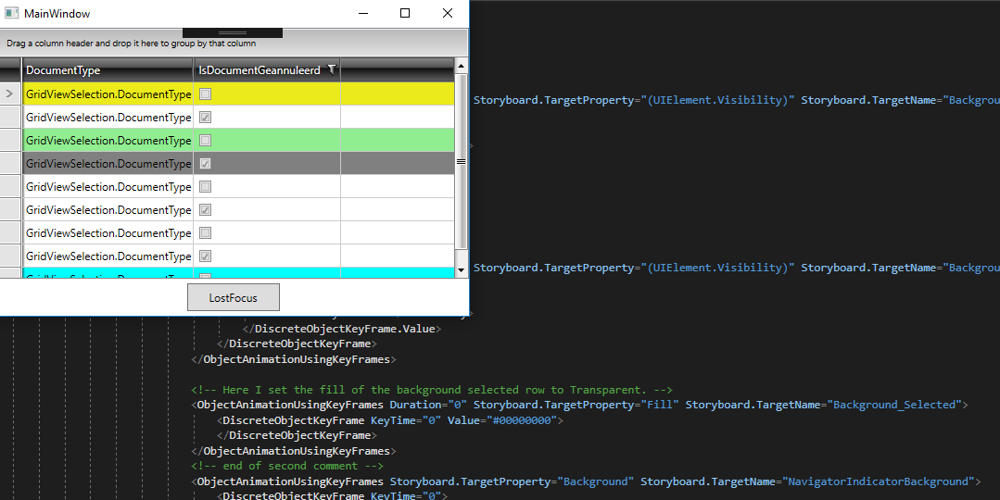 MainWindow
Drag a column header and drop it here to group by that column
DocumentType IsDocumentGeannuleerd
GridViewSelection.DocumentType
GridViewSelection.DocumentType
GridViewSelection.DocumentType
GridViewSelection.DocumentType
GridViewSelection.DocumentType
GridViewSelection.DocumentType
GridViewSelection.DocumentType
GridViewSelection.DocumentType
GridViewSelection.DocumentType
LostFocus
Storyboard.TargetProperty="(UIElement.Visibility)" Storyboard.TargetName="Backgrou
>
Storyboard.TargetProperty="(UIElement.Visibility)" Storyboard.TargetName="Backgrou
</DiscreteObjectKeyFrame.Value>
</DiscreteObjectKeyFrame>
</ObjectAnimationUsingKeyFrames>
<!-- Here I set the fill of the background selected row to Transparent. -->
<ObjectAnimationUsingKeyFrames Duration="0" Storyboard.TargetProperty="Fill" Storyboard.TargetName="Background_Selected">
<DiscreteObjectKeyFrame KeyTime="0" Value="#00000000">
</DiscreteObjectKeyFrame>
</ObjectAnimationUsingKeyFrames>
<!-- end of second comment -->
<ObjectAnimationUsingKeyFrames Storyboard.TargetProperty="Background" Storyboard.TargetName="NavigatorIndicatorBackground">
<DiscreteObjectKeyFrame KeyTime="0">